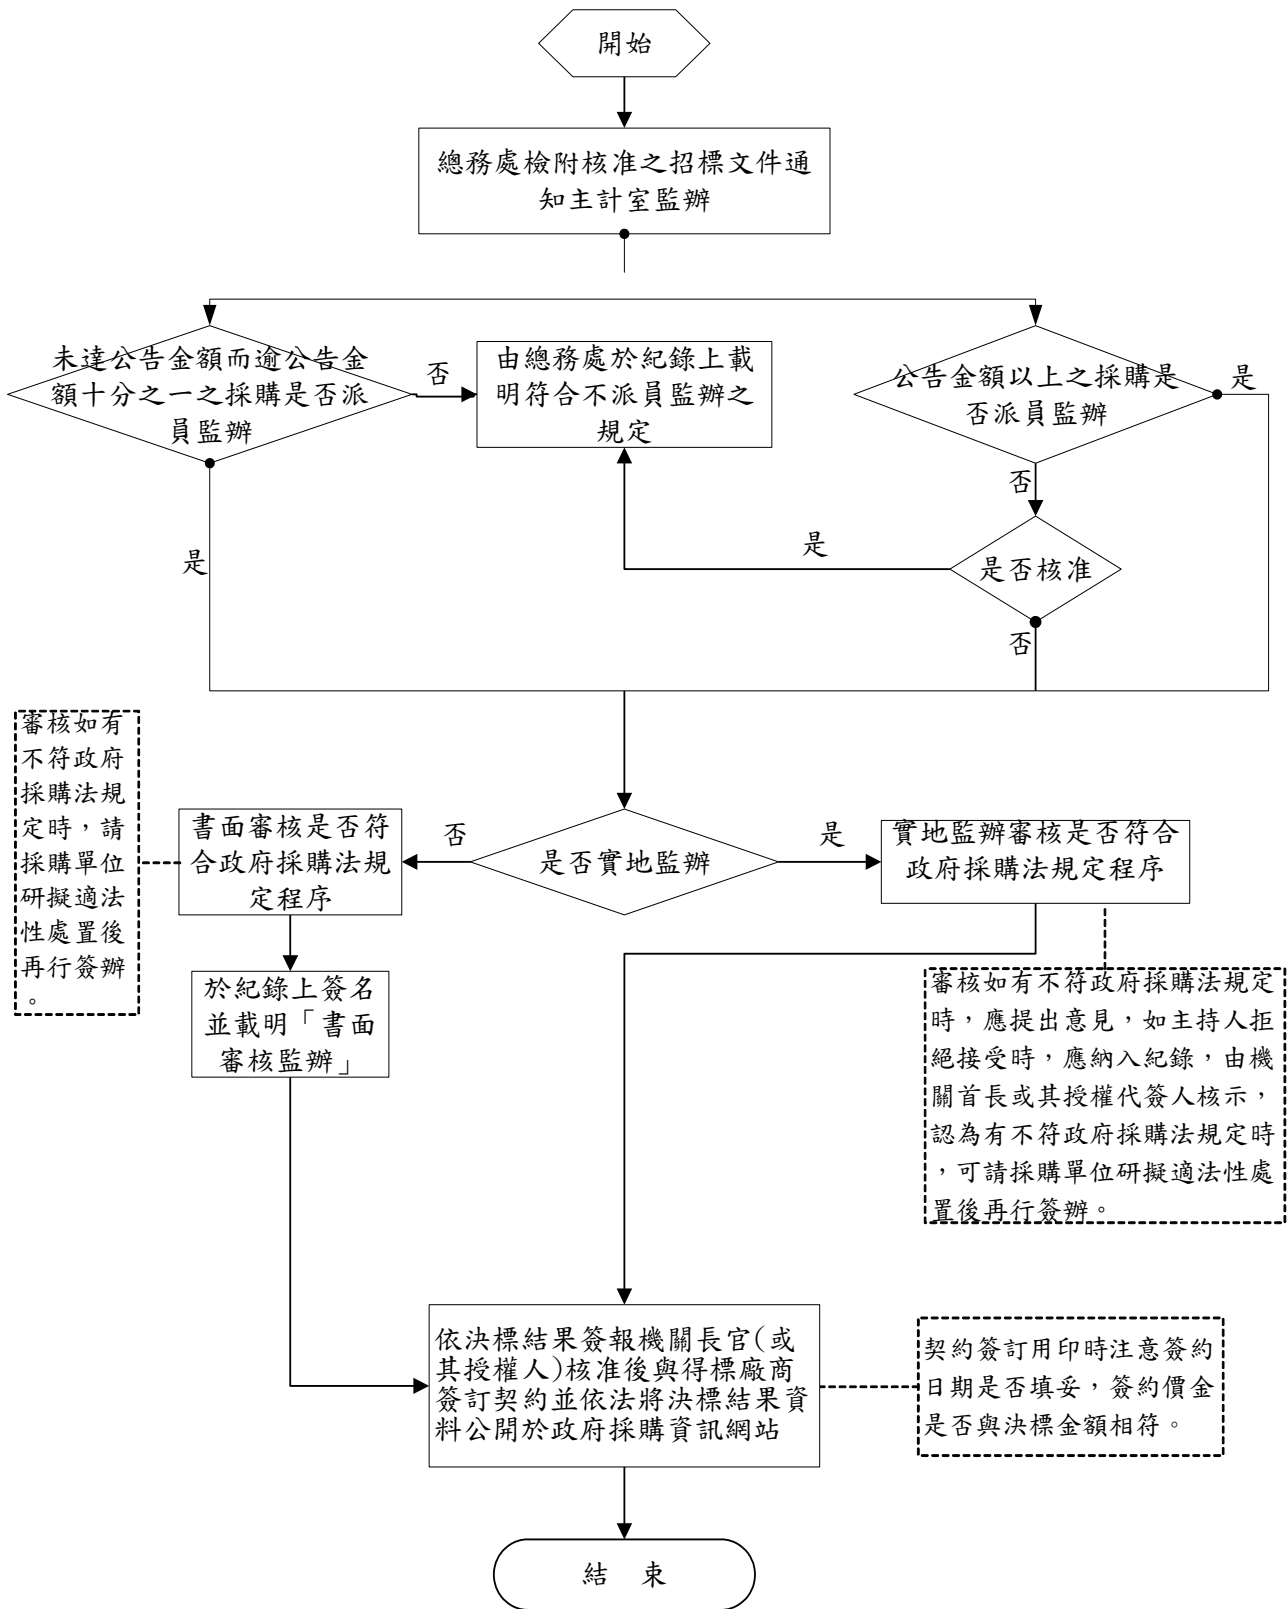 開始
總務處檢附核准之招標文件通
知主計室監辦
未達公告金額而逾公告金
額十分之一之採購是否派
員監辦
否
由總務處於紀錄上載
明符合不派員監辦之
規定
公告金額以上之採購是
否派員監辦
是
否
是
是
是否核准
否
審核如有
不符政府
採購法規
定時，請
採購單位
研擬適法
性處置後
再行簽辦
。
書面審核是否符
合政府採購法規
定程序
否
是否實地監辦
是
實地監辦審核是否符合
政府採購法規定程序
於紀錄上簽名
並載明「書面
審核監辦」
審核如有不符政府採購法規定
時，應提出意見，如主持人拒
絕接受時，應納入紀錄，由機
關首長或其授權代簽人核示，
認為有不符政府採購法規定時
，可請採購單位研擬適法性處
置後再行簽辦。
依決標結果簽報機關長官(或
其授權人)核准後與得標廠商
簽訂契約並依法將決標結果資
料公開於政府採購資訊網站
契約簽訂用印時注意簽約
日期是否填妥，簽約價金
是否與決標金額相符。
結 束